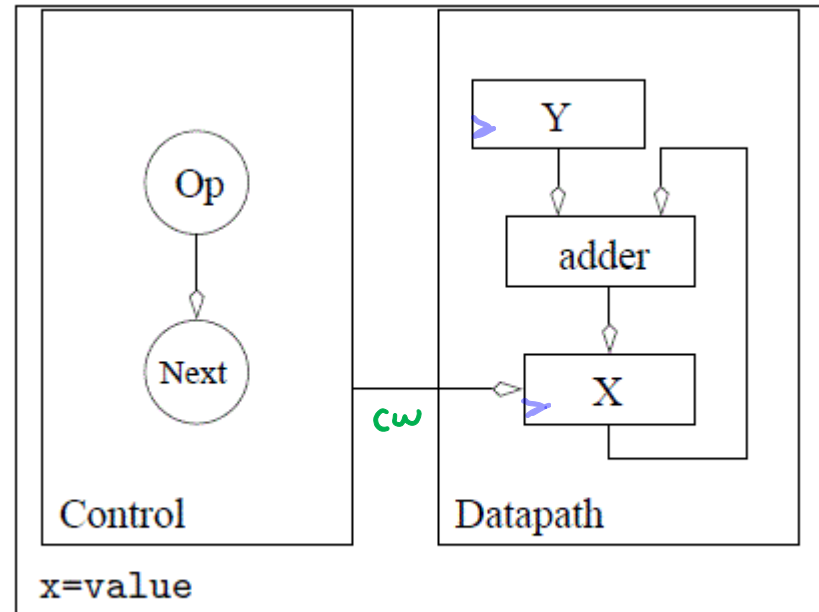 Y
Op
adder
Next
X
cw
Control
Datapath
x=value